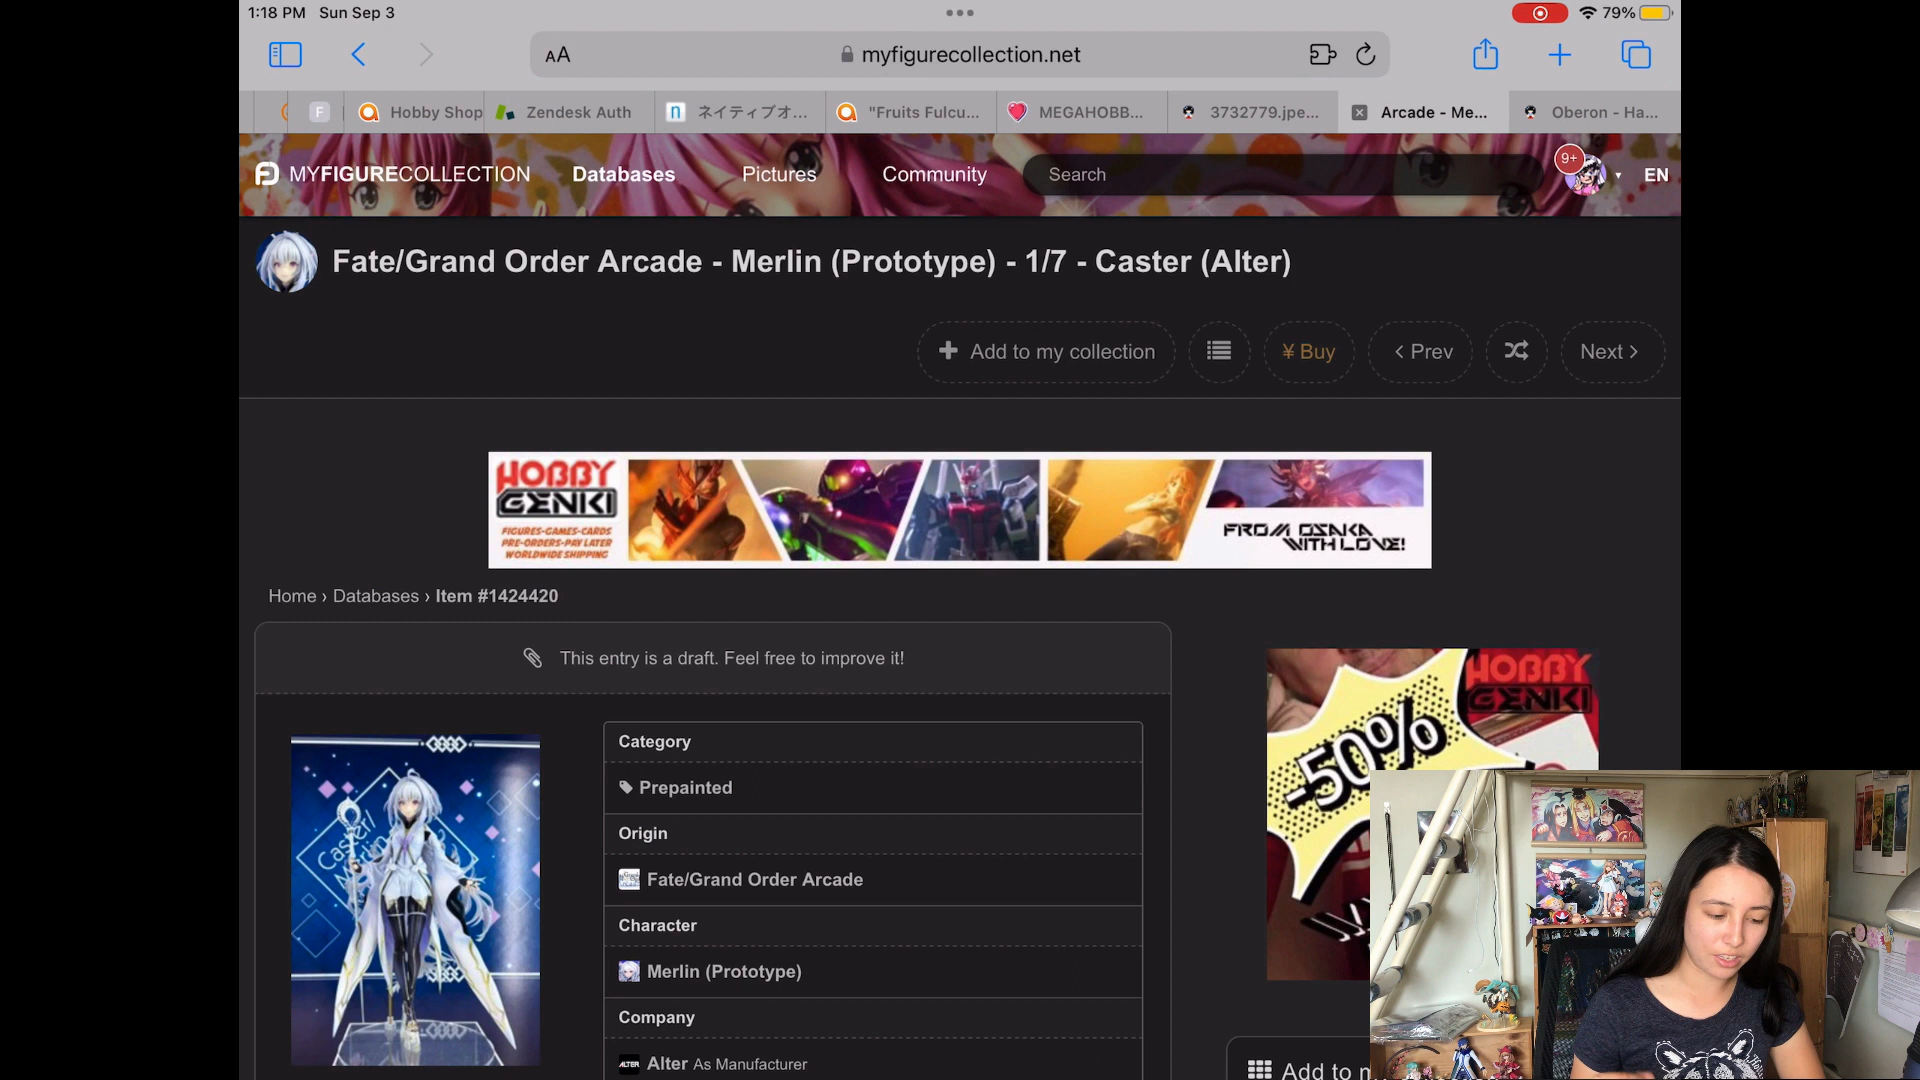 1:18 PM Sun Sep 3
79%
AA
myfigurecollection.net
F
Hobby Shop
Zendesk Auth
n
ネイティブオ...
"Fruits Fulcu...
MEGAHOBB...
3732779.jpe...
Arcade - Me...
Oberon - Ha...
MYFIGURECOLLECTION
Databases
Pictures
Community
Search
9+
EN
Fate/Grand Order Arcade - Merlin (Prototype) - 1/7 - Caster (Alter)
Add to my collection
¥ Buy
‹ Prev
Next ›
HOBBY
GENKI
FIGURES-GAMES-CARDS
PRE-ORDERS-PAY LATER
WORLDWIDE SHIPPING
FROM OSAKA
WITH LOVE!
Home › Databases › Item #1424420
This entry is a draft. Feel free to improve it!
Category
Prepainted
Origin
Fate/Grand Order Arcade
Character
Merlin (Prototype)
Company
ALTER
Alter As Manufacturer
Caster/
HOBBY
GENKI
-50%
Add to m